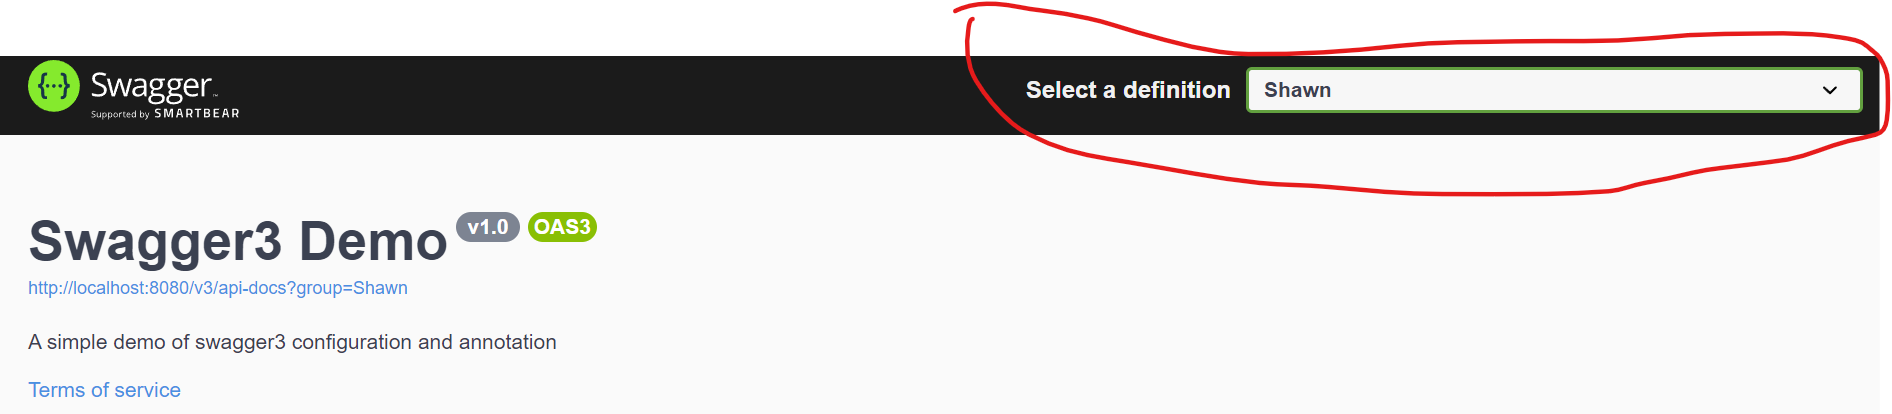 Swagger™
Supported by SMARTBEAR
Select a definition
Shawn
Swagger3 Demo v1.0 OAS3
http://localhost:8080/v3/api-docs?group=Shawn
A simple demo of swagger3 configuration and annotation
Terms of service